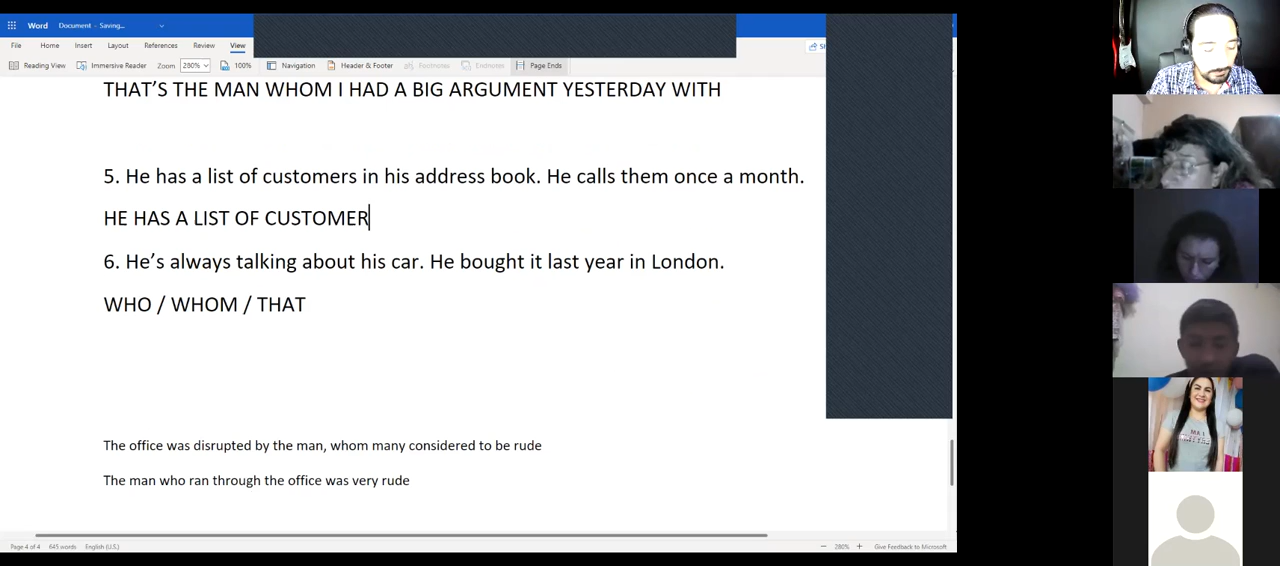 Word Document - Saving...
File Home Insert Layout References Review View
Reading View Immersive Reader Zoom 280% 100% Navigation Header & Footer Footnotes Endnotes Page Ends
THAT'S THE MAN WHOM I HAD A BIG ARGUMENT YESTERDAY WITH
5. He has a list of customers in his address book. He calls them once a month.
HE HAS A LIST OF CUSTOMER
6. He's always talking about his car. He bought it last year in London.
WHO / WHOM / THAT
The office was disrupted by the man, whom many considered to be rude
The man who ran through the office was very rude
Page 4 of 4 645 words English (U.S.) 280% Give Feedback to Microsoft